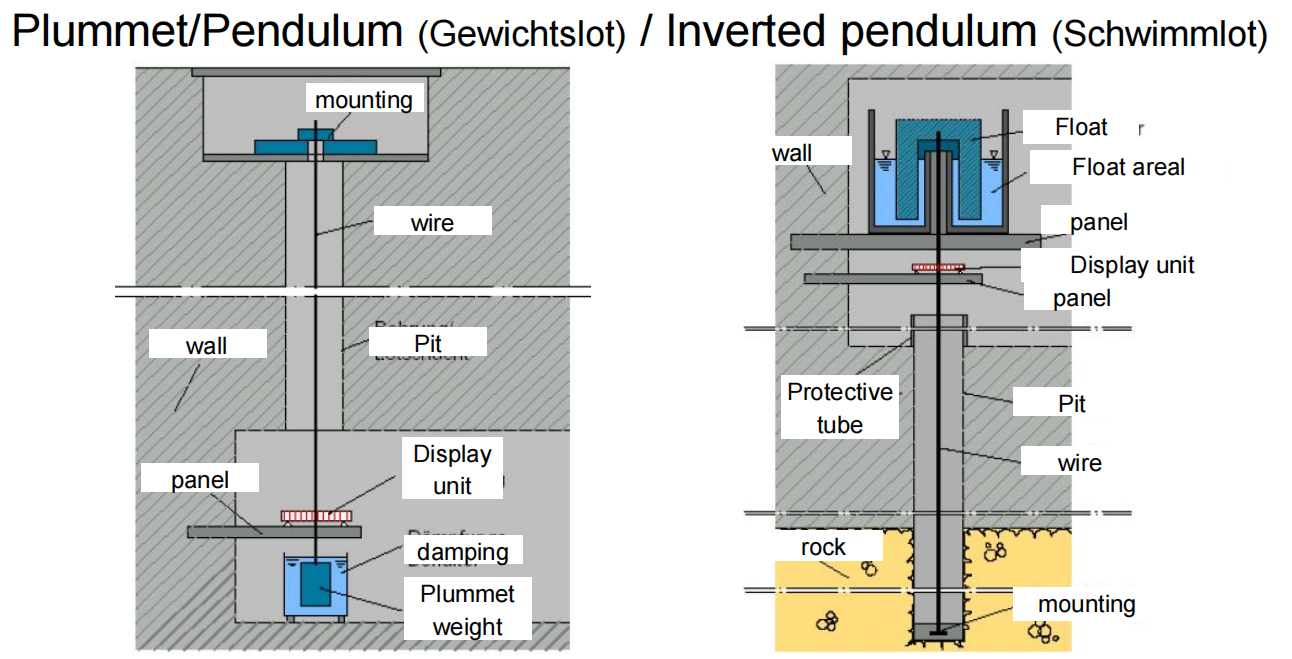 Plummet/Pendulum (Gewichtslot) / Inverted pendulum (Schwimmlot)
mounting
wire
wall
Pit
Display
unit
panel
damping
Plummet
weight
Float
wall
Float areal
panel
Display unit
panel
Protective
tube
Pit
wire
rock
mounting